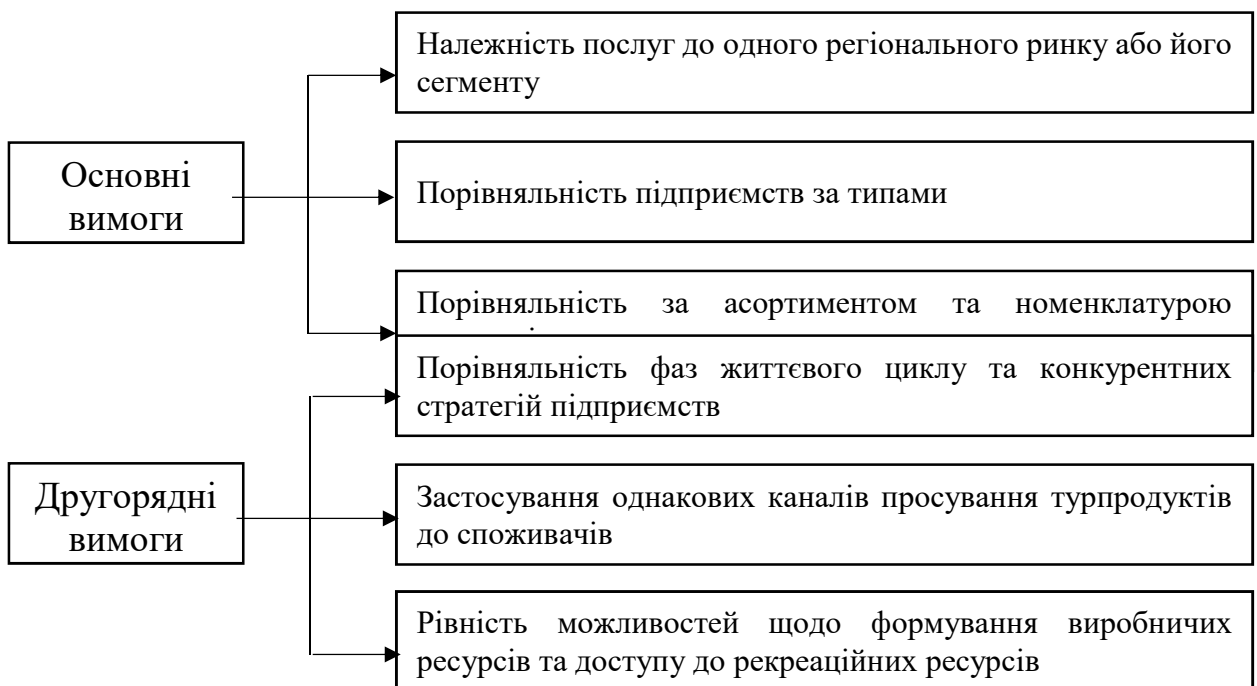 Належність послуг до одного регіонального ринку або його
сегменту
Основні
вимоги
Порівняльність підприємств за типами
Порівняльність за асортиментом та номенклатурою
Порівняльність фаз життєвого циклу та конкурентних
стратегій підприємств
Другорядні
вимоги
Застосування однакових каналів просування турпродуктів
до споживачів
Рівність можливостей щодо формування виробничих
ресурсів та доступу до рекреаційних ресурсів